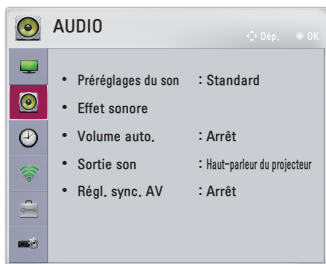 AUDIO
Dép. OK
• Préréglages du son : Standard
• Effet sonore
• Volume auto. : Arrêt
• Sortie son : Haut-parleur du projecteur
• Régl. sync. AV : Arrêt